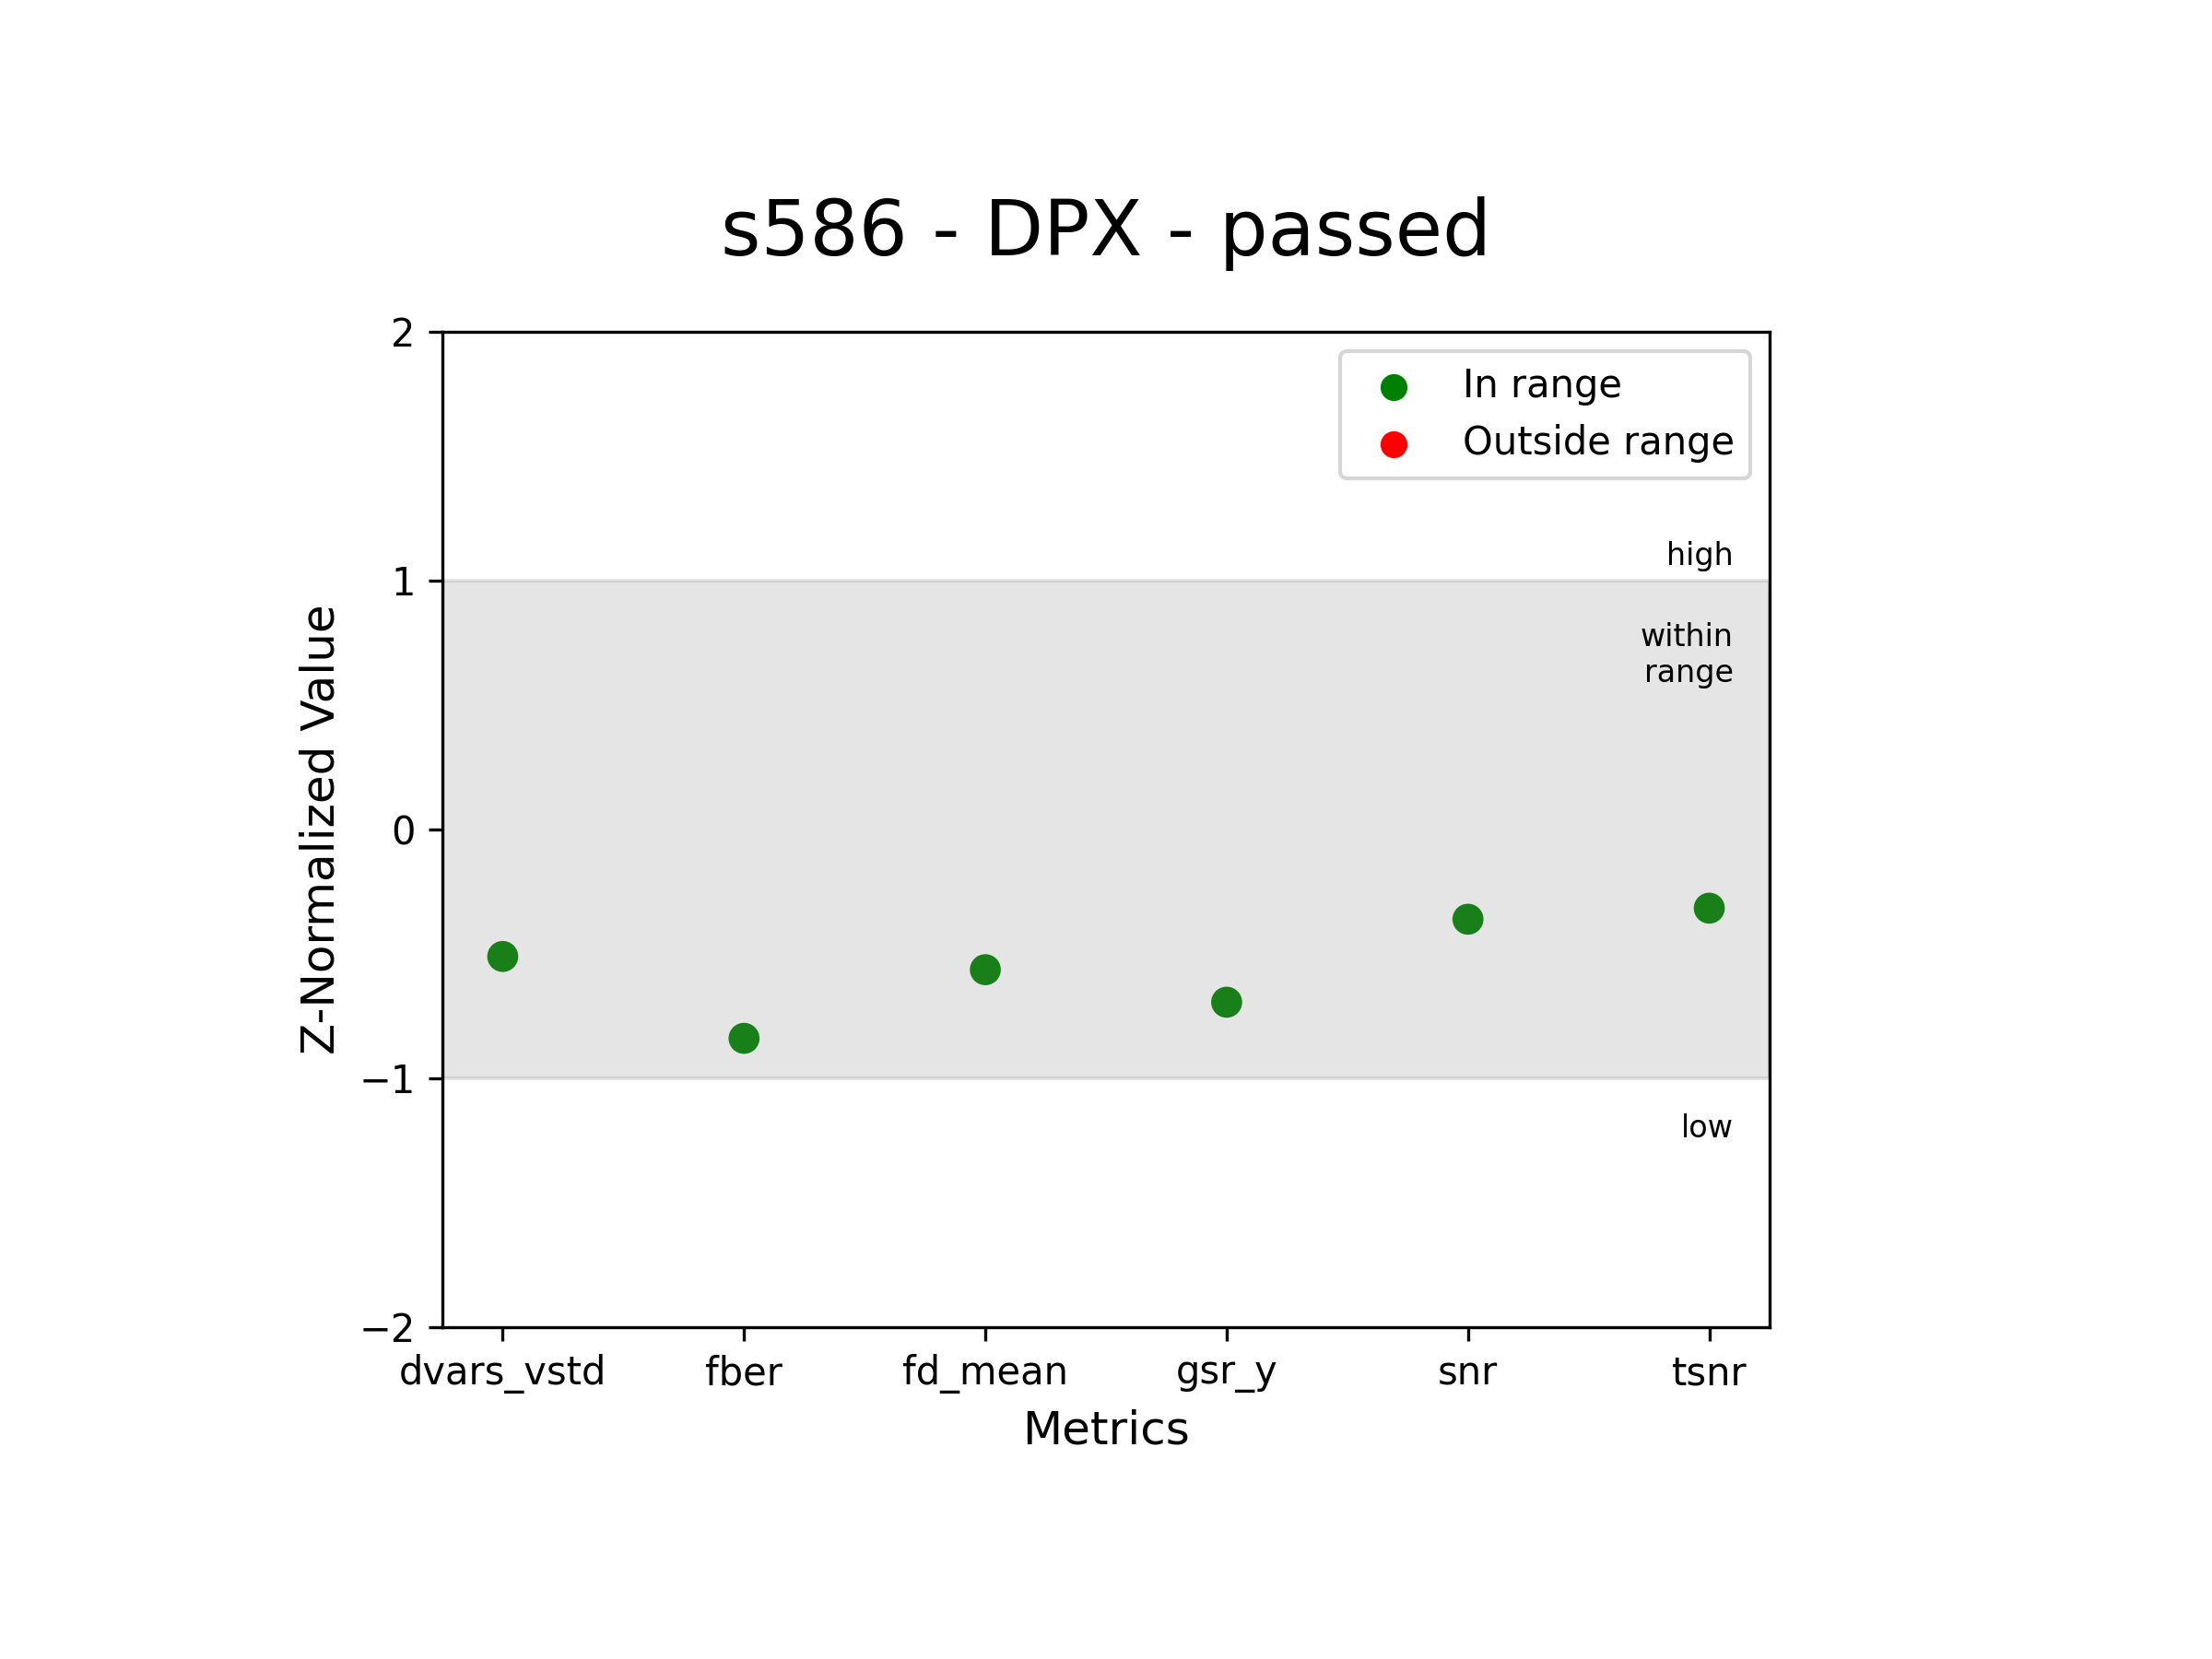 s586 - DPX - passed
2
In range
Outside range
high
1
within
range
Z-Normalized Value
0
−1
low
−2
dvars_vstd fber fd_mean gsr_y snr tsnr
Metrics